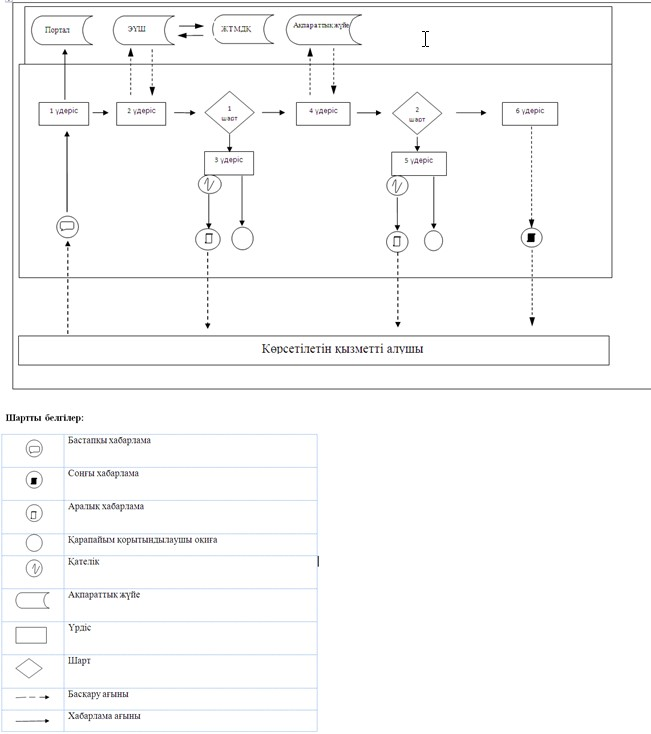 Портал
ЭҮШ
ЖТМДҚ
Ақпараттық жүйе
1 үдеріс
2 үдеріс
1
шарт
4 үдеріс
2
шарт
6 үдеріс
3 үдеріс
5 үдеріс
Көрсетілетін қызметті алушы
Шартты белгілер:
Бастапқы хабарлама
Соңғы хабарлама
Аралық хабарлама
Қарапайым қорытындылаушы оқиға
Қателік
Ақпараттық жүйе
Үрдіс
Шарт
Басқару ағыны
Хабарлама ағыны